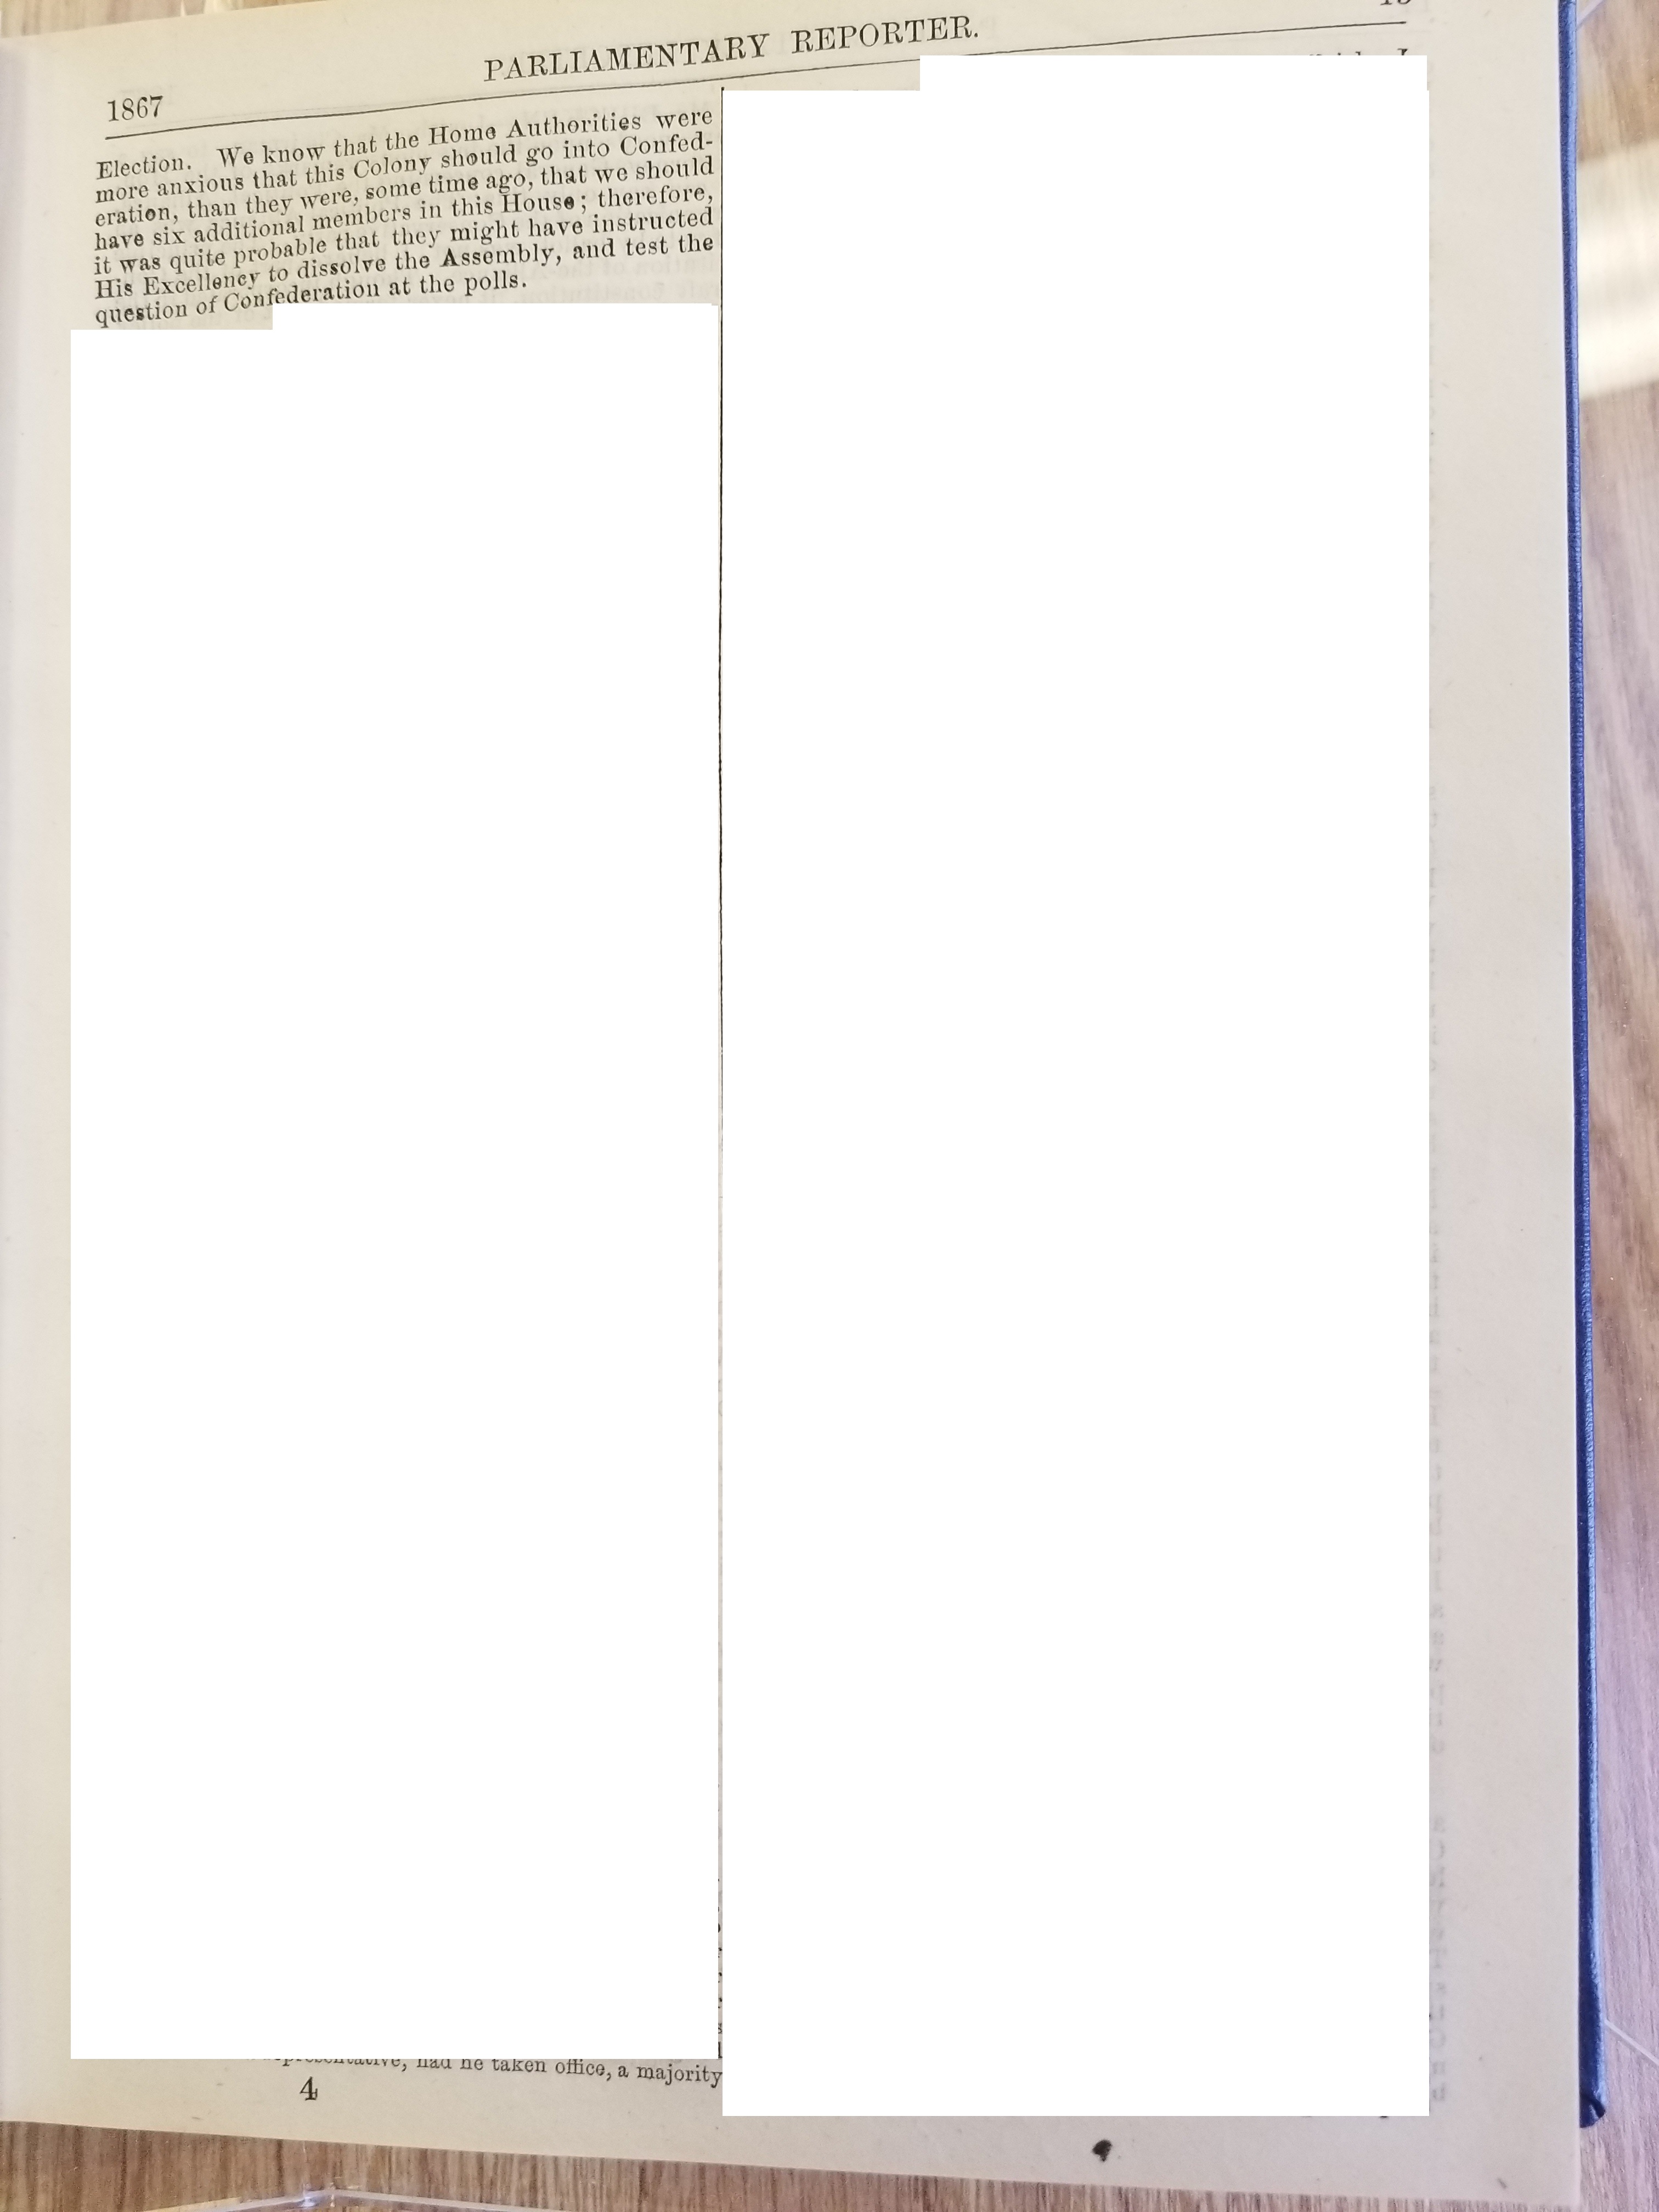 PARLIAMENTARY REPORTER.
1867
Election. We know that the Home Authorities were
more anxious that this Colony should go into Confed-
eration, than they were, some time ago, that we should
have six additional members in this House; therefore,
it was quite probable that they might have instructed
His Excellency to dissolve the Assembly, and test the
question of Confederation at the polls.
had he taken office, a majority
4